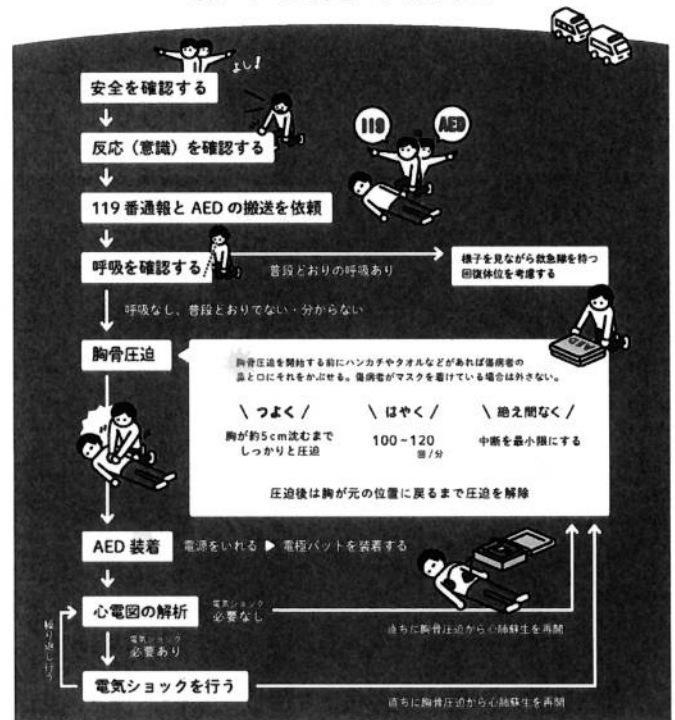 よし!
安全を確認する
反応（意識）を確認する
119
AED
119番通報とAEDの搬送を依頼
呼吸を確認する
普段どおりの呼吸あり
様子を見ながら救急隊を待つ
回復体位を考慮する
呼吸なし、普段どおりでない・分からない
AED
胸骨圧迫
胸骨圧迫を開始する前にハンカチやタオルなどがあれば傷病者の
鼻と口にそれをかぶせる。傷病者がマスクを着けている場合は外さない。
\ つよく /
胸が約5cm沈むまで
しっかりと圧迫
\ はやく /
100~120
回/分
\ 絶え間なく /
中断を最小限にする
圧迫後は胸が元の位置に戻るまで圧迫を解除
AED装着
電源をいれる ▶ 電極パットを装着する
心電図の解析
電気ショック
必要なし
直ちに胸骨圧迫から心肺蘇生を再開
電気ショック
必要あり
繰り返し行う
電気ショックを行う
直ちに胸骨圧迫から心肺蘇生を再開